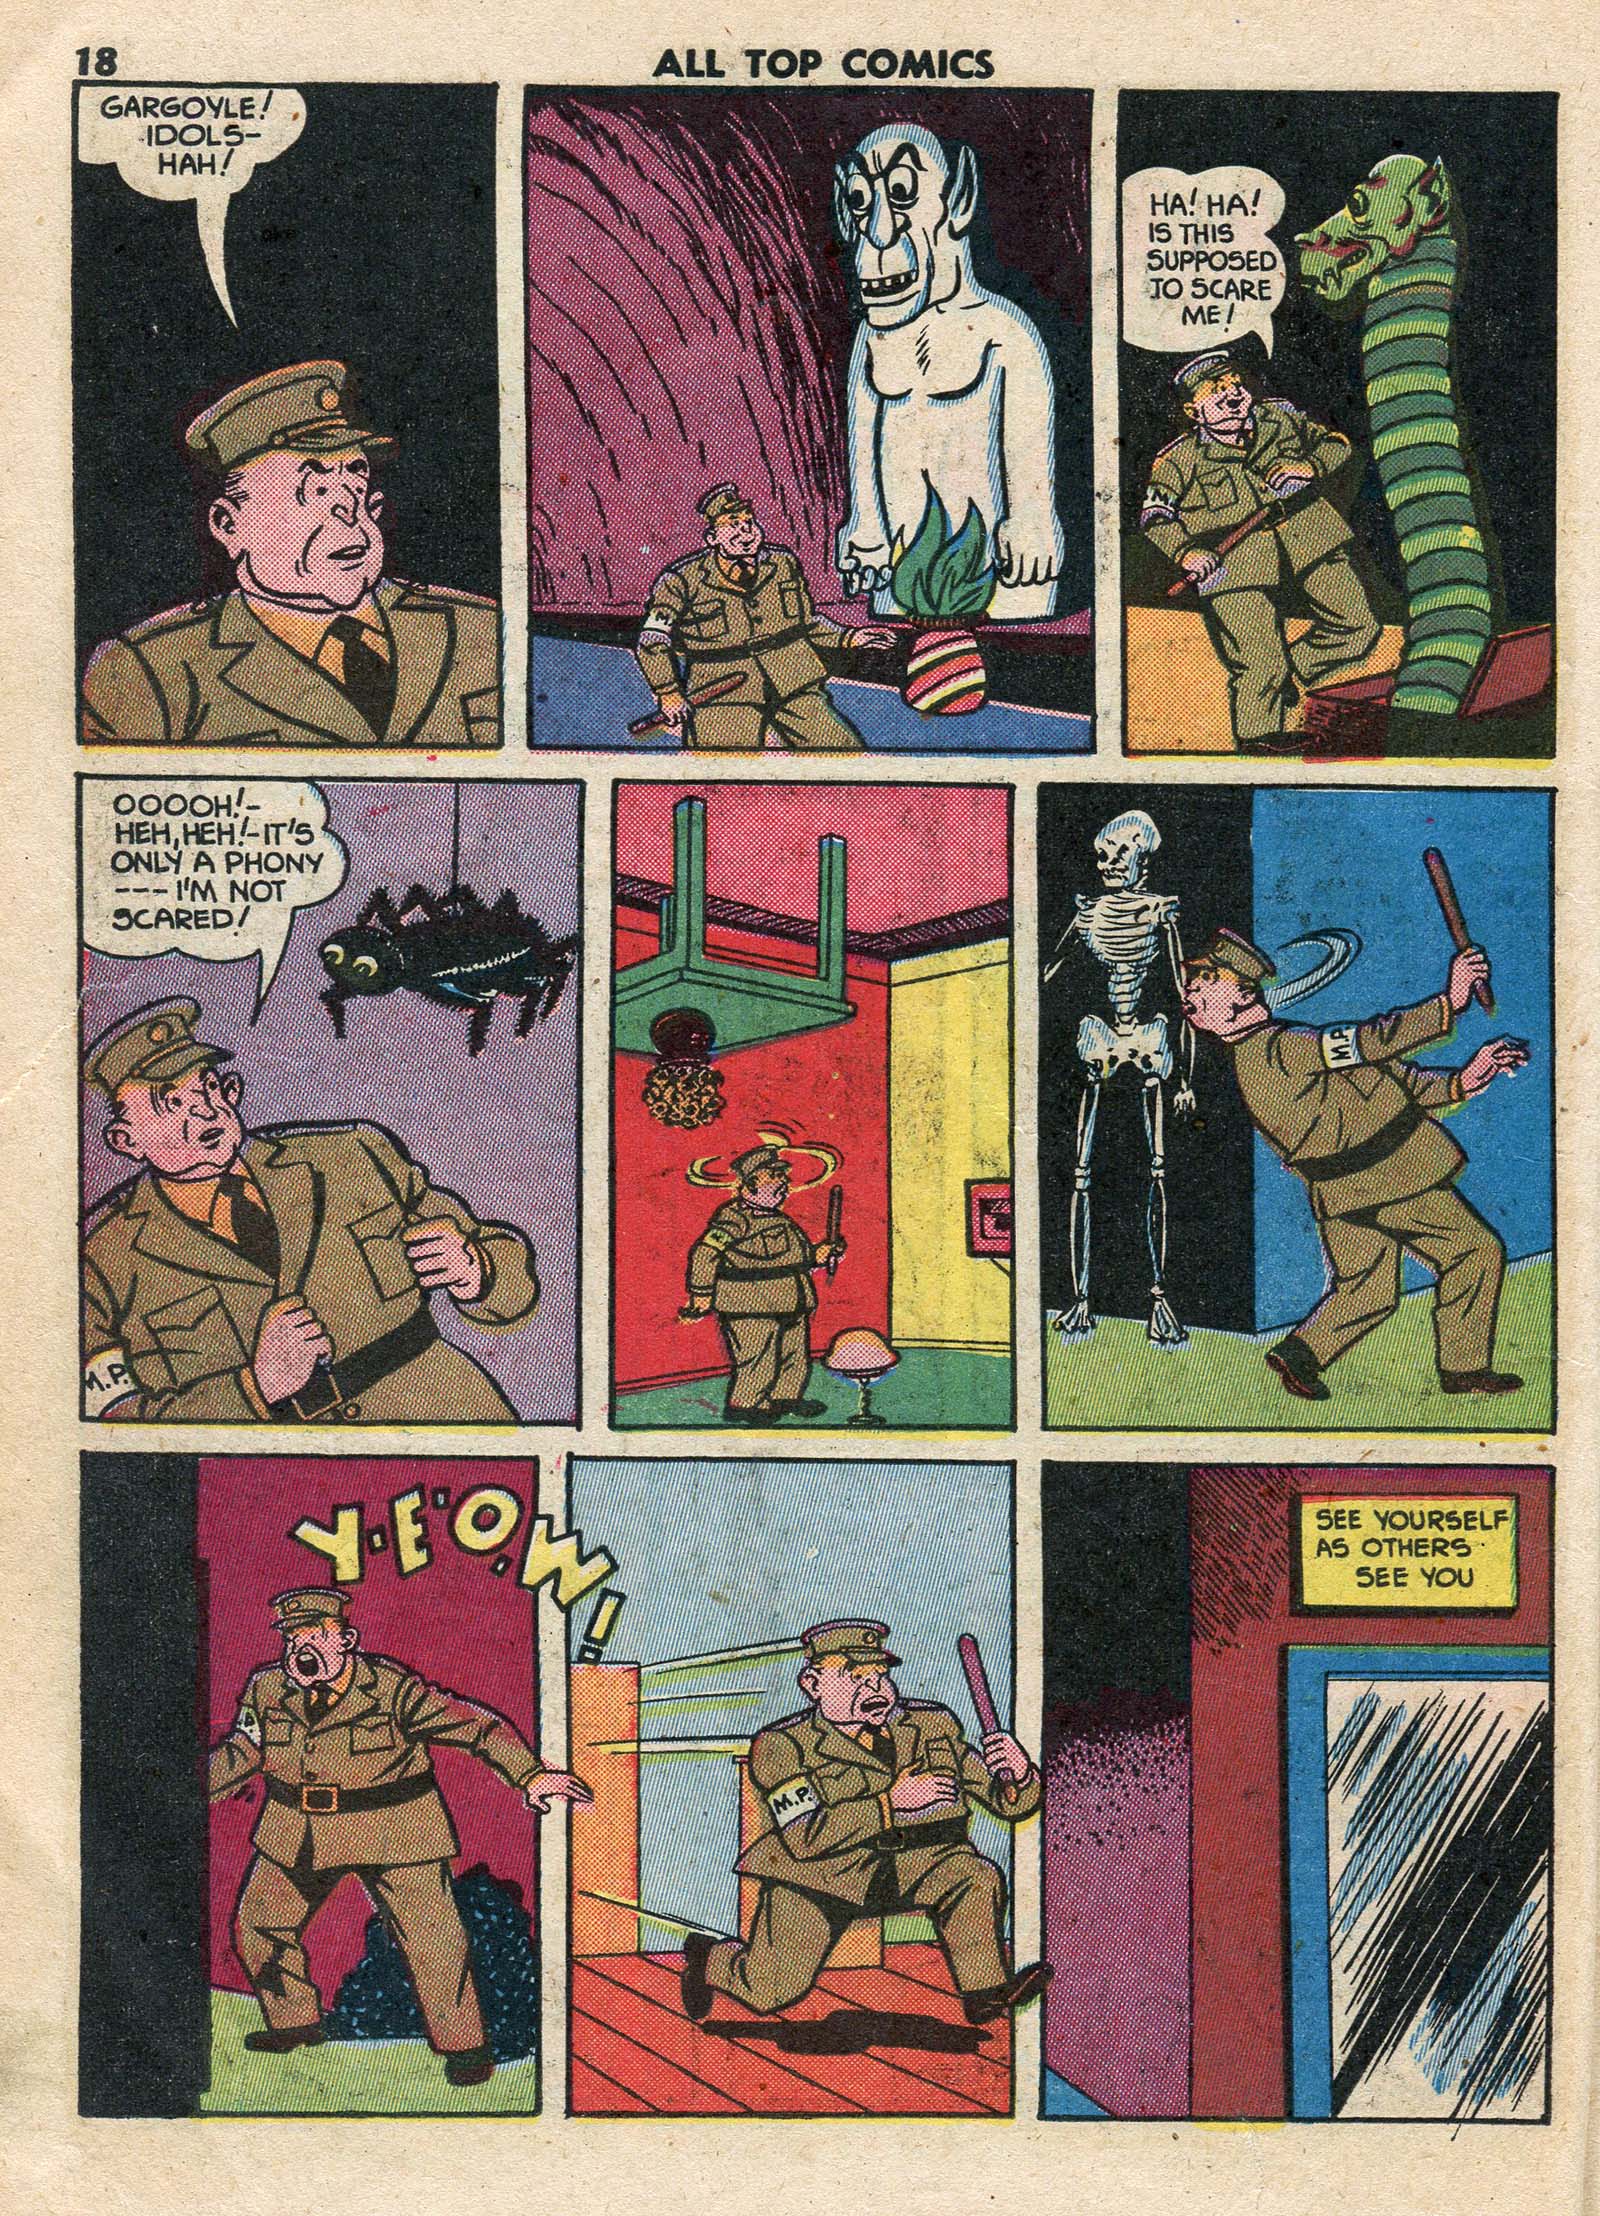 18
ALL TOP COMICS
GARGOYLE!
IDOLS-
HAH!
HA! HA!
IS THIS
SUPPOSED
TO SCARE
ME!
OOOOH!-
HEH, HEH!-IT'S
ONLY A PHONY
--- I'M NOT
SCARED!
M.P.
M.P.
Y-E-O-W!
M.P.
SEE YOURSELF
AS OTHERS
SEE YOU